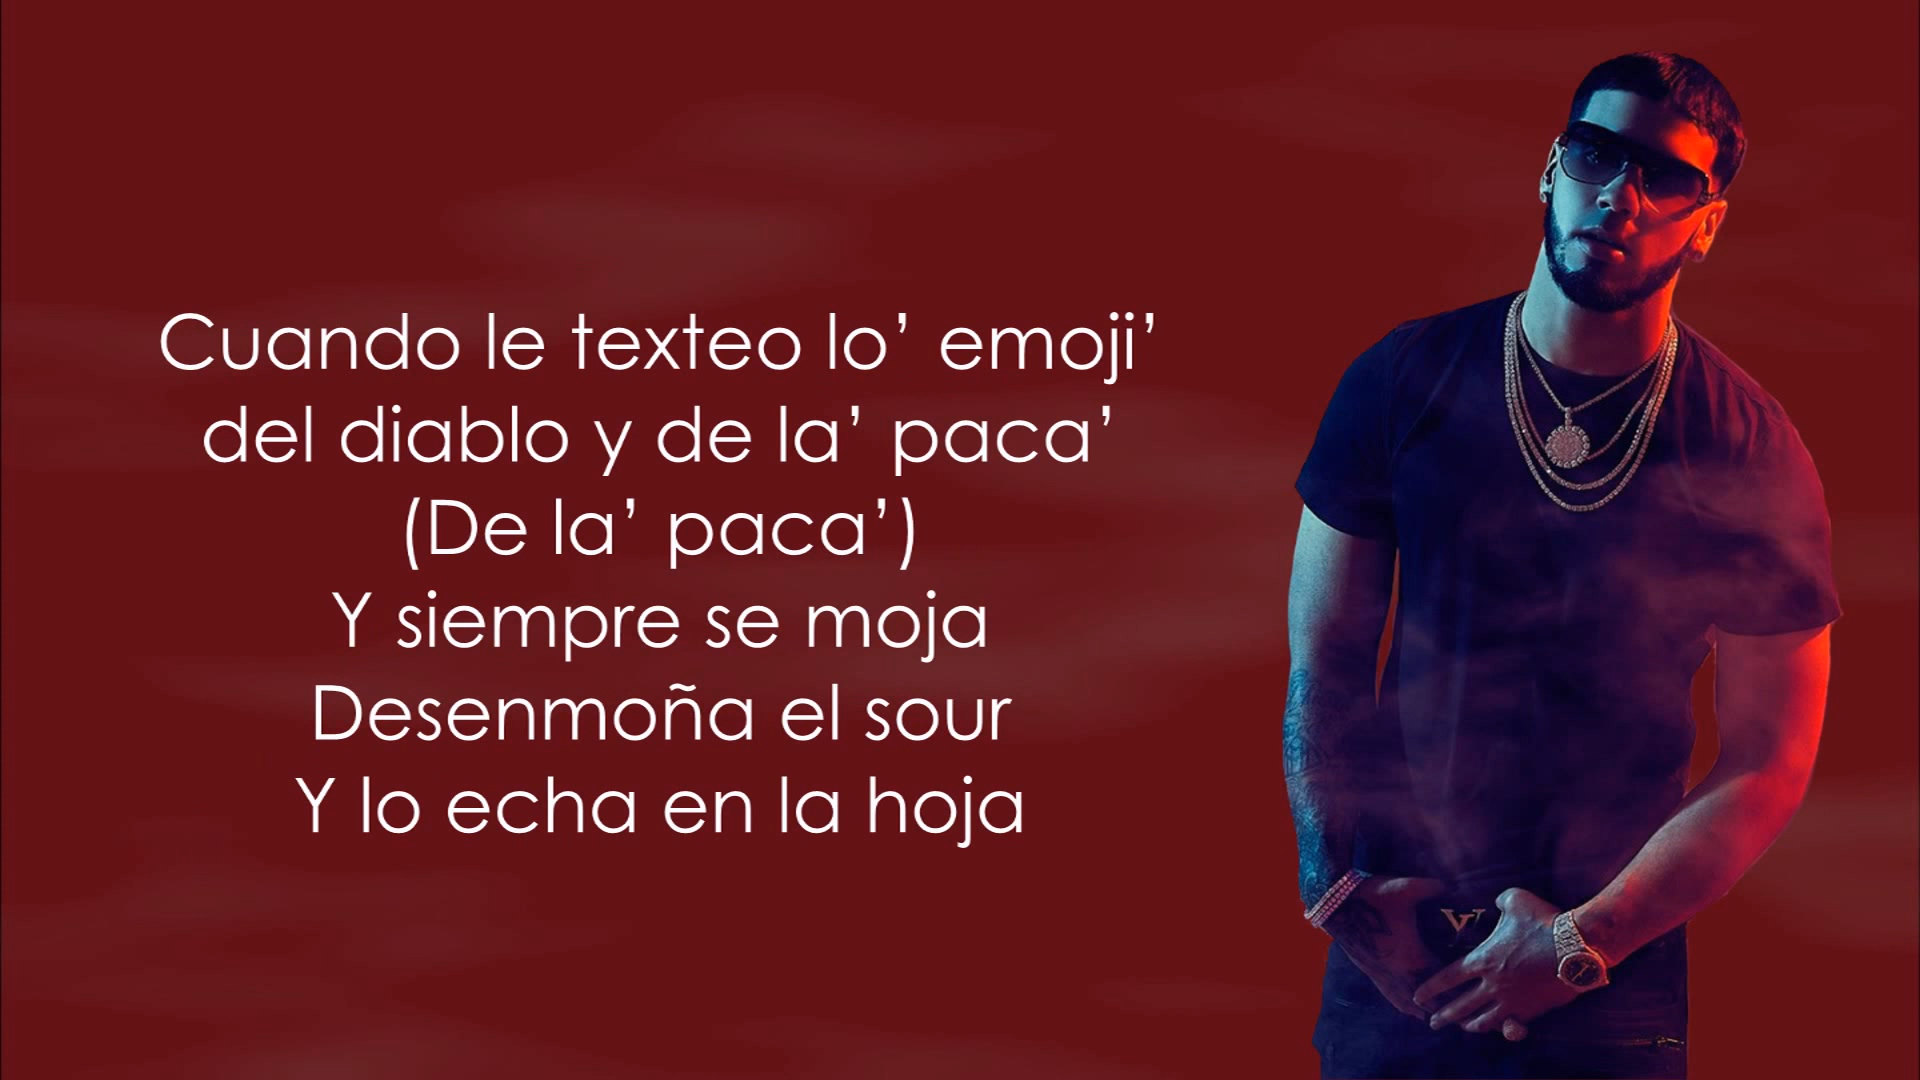 Cuando le texteo lo’ emoji’
del diablo y de la’ paca’
(De la’ paca’)
Y siempre se moja
Desenmoña el sour
Y lo echa en la hoja